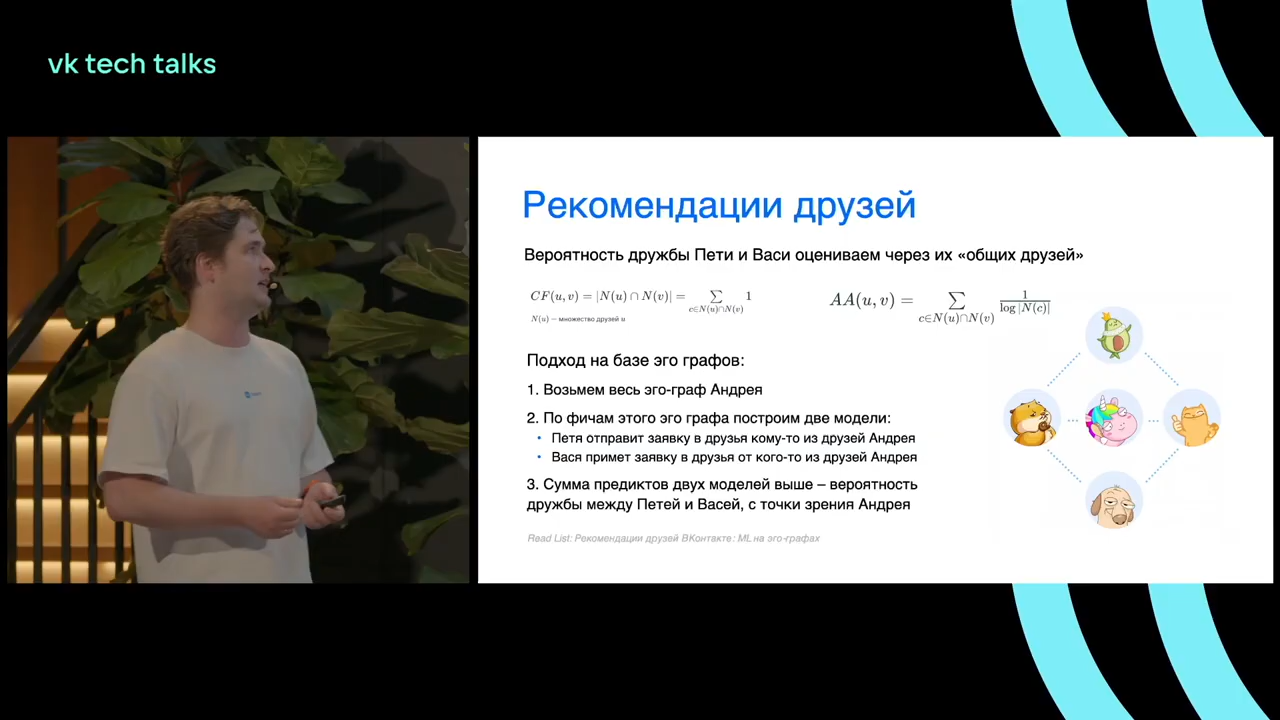 vk tech talks
Рекомендации друзей
Вероятность дружбы Пети и Васи оцениваем через их «общих друзей»
CF(u, v) = |N(u) ∩ N(v)| = ∑ 1
c∈N(u)∩N(v)
N(u) – множество друзей u
AA(u, v) = ∑ 1
log |N(c)|
c∈N(u)∩N(v)
Подход на базе эго графов:
1. Возьмем весь эго-граф Андрея
2. По фичам этого эго графа построим две модели:
• Петя отправит заявку в друзья кому-то из друзей Андрея
• Вася примет заявку в друзья от кого-то из друзей Андрея
3. Сумма предиктов двух моделей выше – вероятность
дружбы между Петей и Васей, с точки зрения Андрея
Read List: Рекомендации друзей ВКонтакте: ML на эго-графах